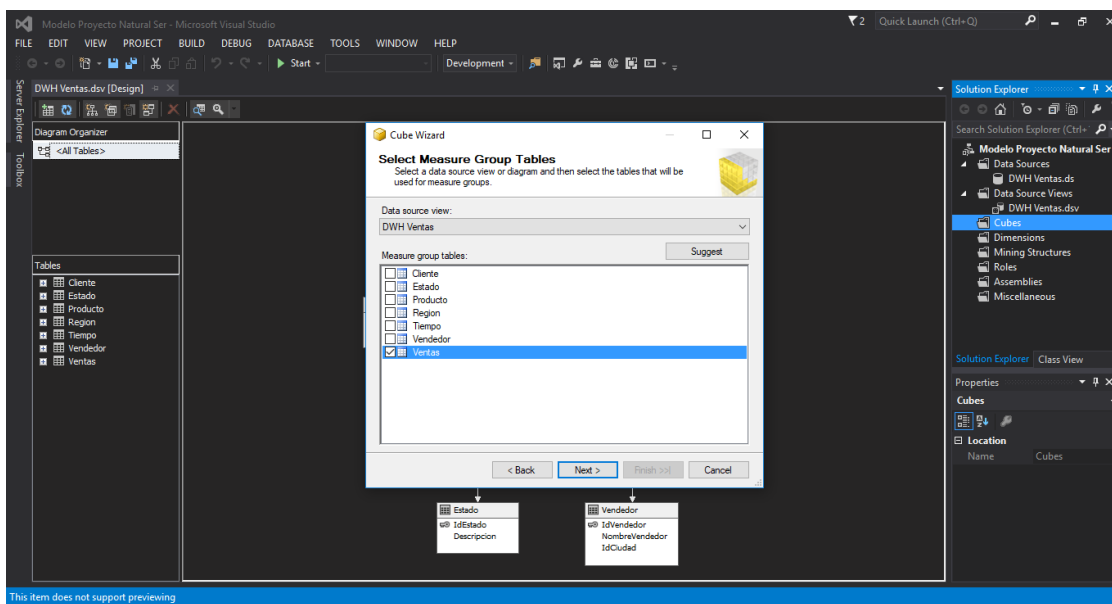 Modelo Proyecto Natural Ser - Microsoft Visual Studio
2 Quick Launch (Ctrl+Q)
FILE EDIT VIEW PROJECT BUILD DEBUG DATABASE TOOLS WINDOW HELP
Start Development
Server Explorer
Toolbox
DWH Ventas.dsv [Design]
Diagram Organizer
<All Tables>
Tables
Cliente
Estado
Producto
Region
Tiempo
Vendedor
Ventas
Cube Wizard
Select Measure Group Tables
Select a data source view or diagram and then select the tables that will be
used for measure groups.
Data source view:
DWH Ventas
Measure group tables:
Suggest
Cliente
Estado
Producto
Region
Tiempo
Vendedor
Ventas
< Back Next > Finish >>| Cancel
Estado
IdEstado
Descripcion
Vendedor
IdVendedor
NombreVendedor
IdCiudad
Solution Explorer
Search Solution Explorer (Ctrl+
Modelo Proyecto Natural Ser
Data Sources
DWH Ventas.ds
Data Source Views
DWH Ventas.dsv
Cubes
Dimensions
Mining Structures
Roles
Assemblies
Miscellaneous
Solution Explorer Class View
Properties
Cubes
Location
Name Cubes
This item does not support previewing